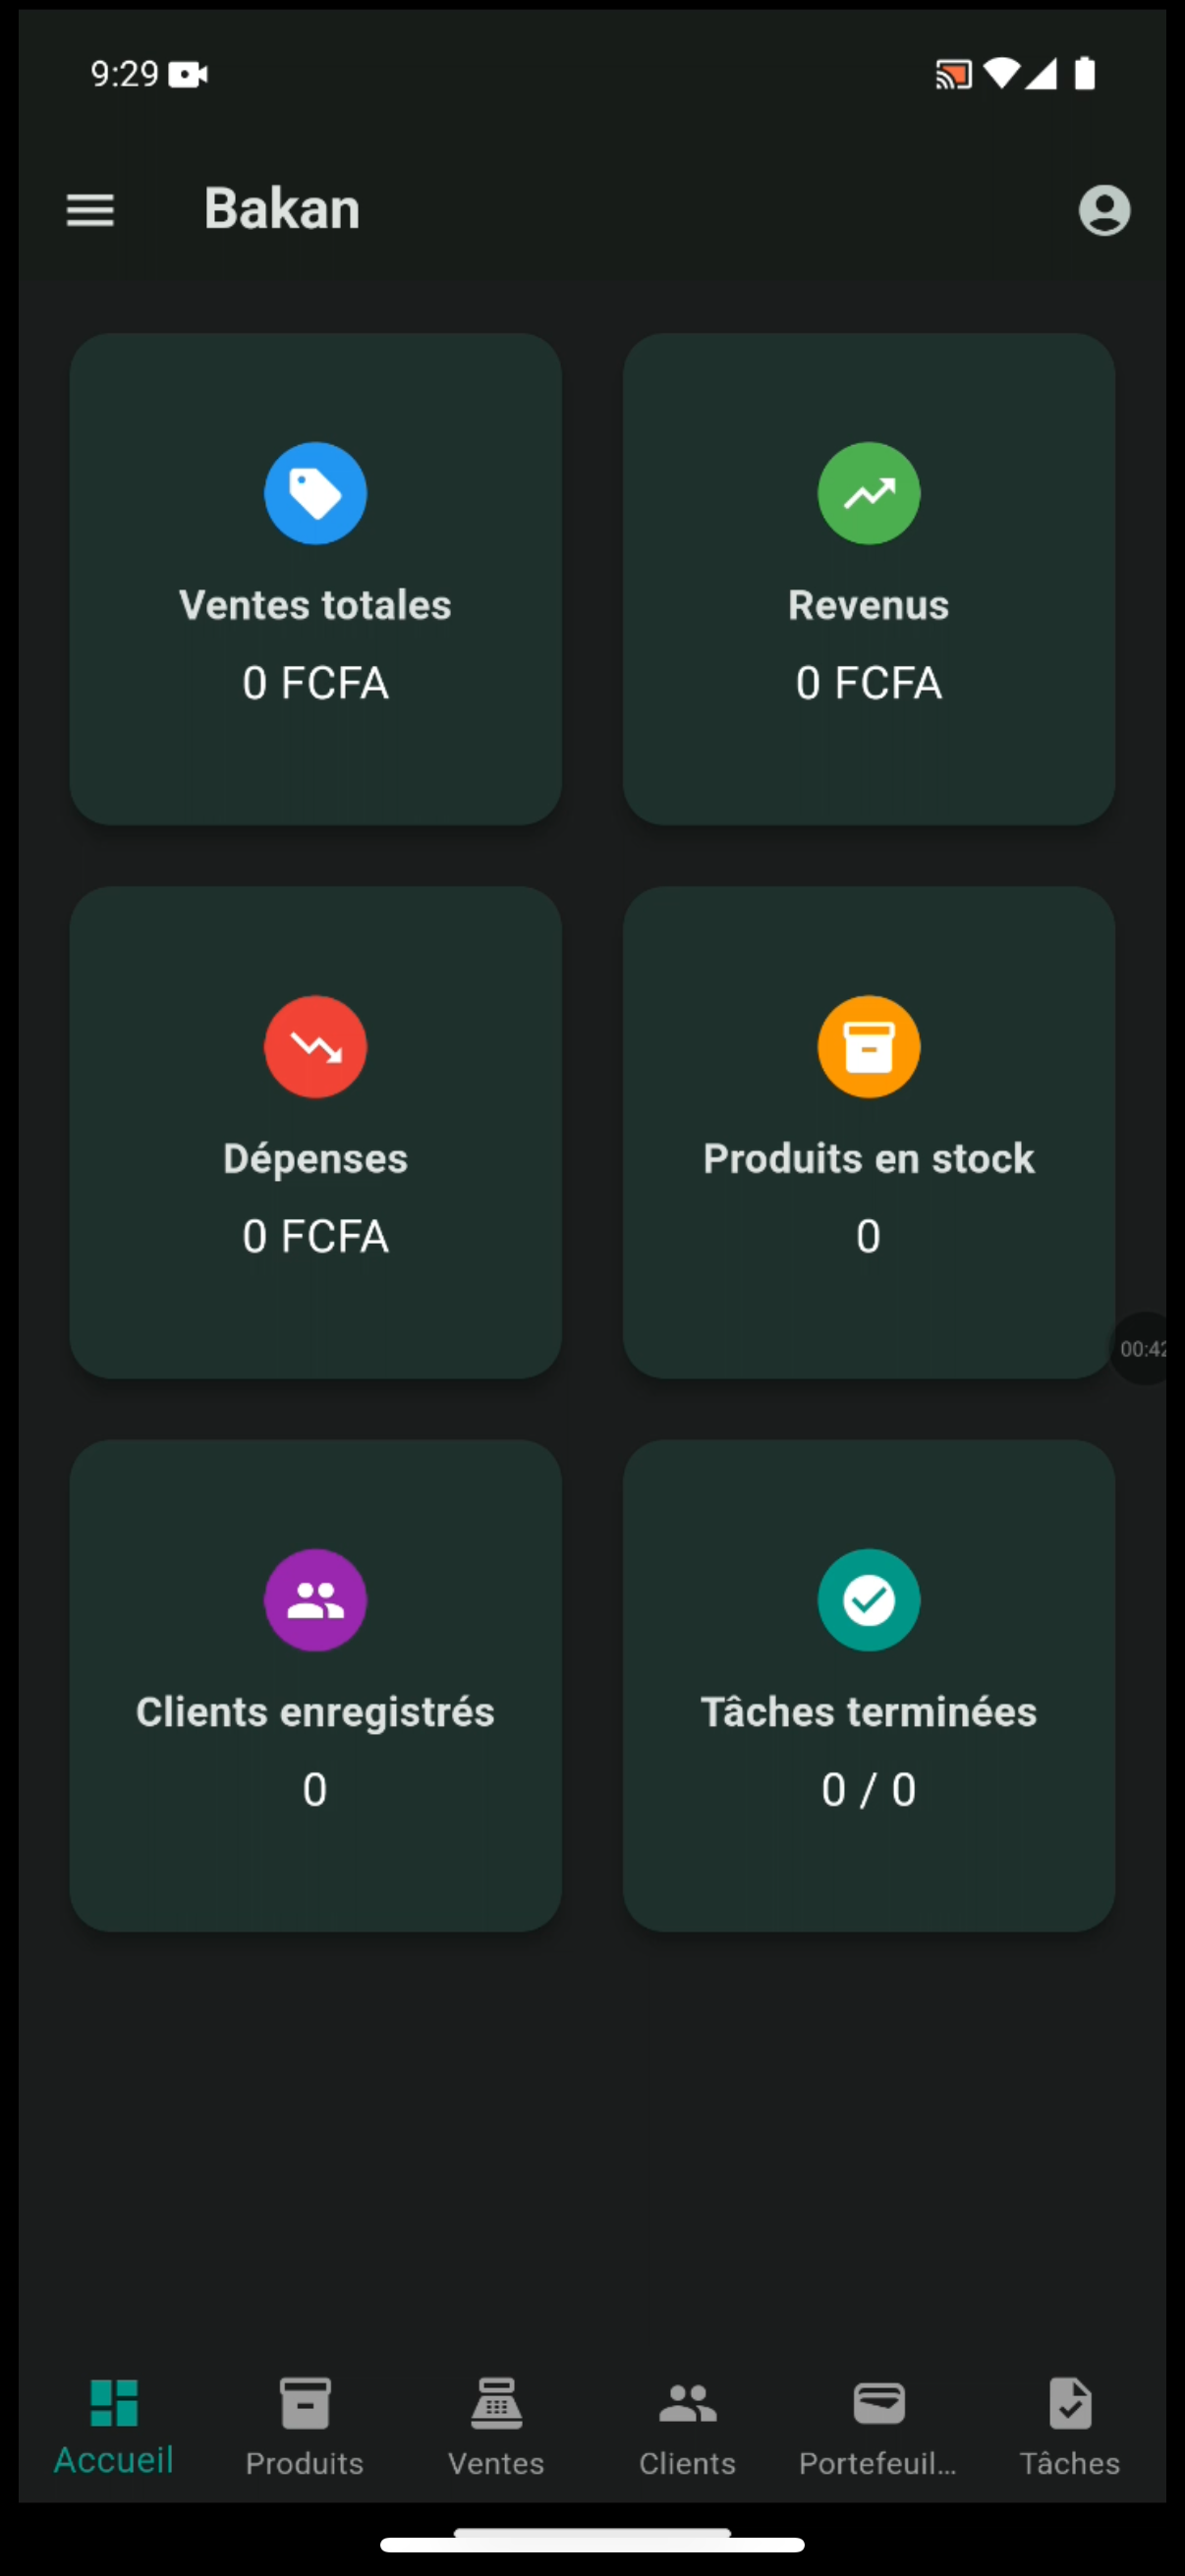 9:29
Bakan
Ventes totales
0 FCFA
Revenus
0 FCFA
Dépenses
0 FCFA
Produits en stock
0
00:42
Clients enregistrés
0
Tâches terminées
0 / 0
Accueil
Produits
Ventes
Clients
Portefeuil...
Tâches